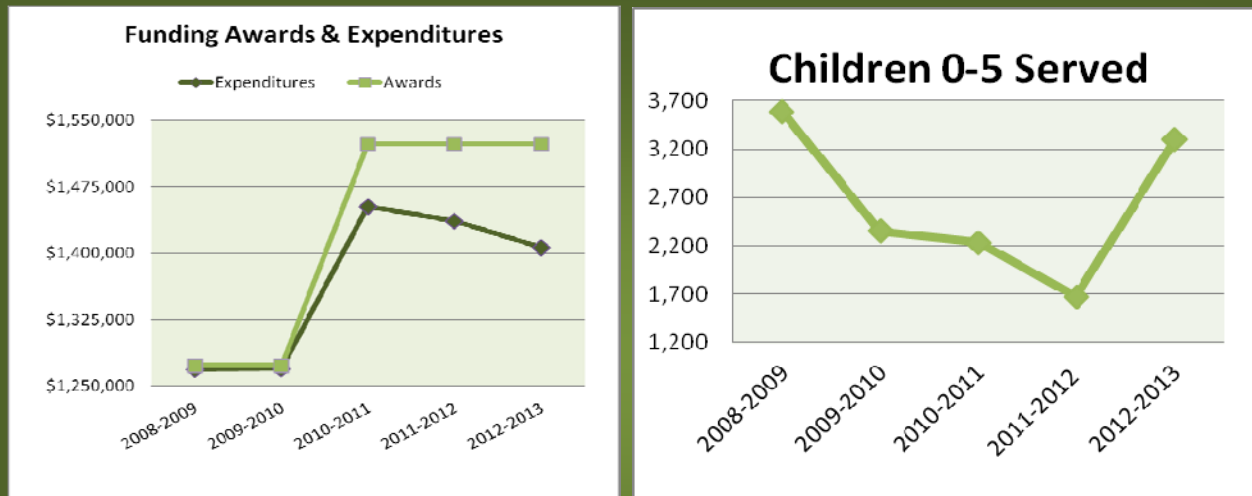 Funding Awards & Expenditures
Expenditures Awards
$1,550,000
$1,475,000
$1,400,000
$1,325,000
$1,250,000
2008-2009 2009-2010 2010-2011 2011-2012 2012-2013
Children 0-5 Served
3,700
3,200
2,700
2,200
1,700
1,200
2008-2009 2009-2010 2010-2011 2011-2012 2012-2013